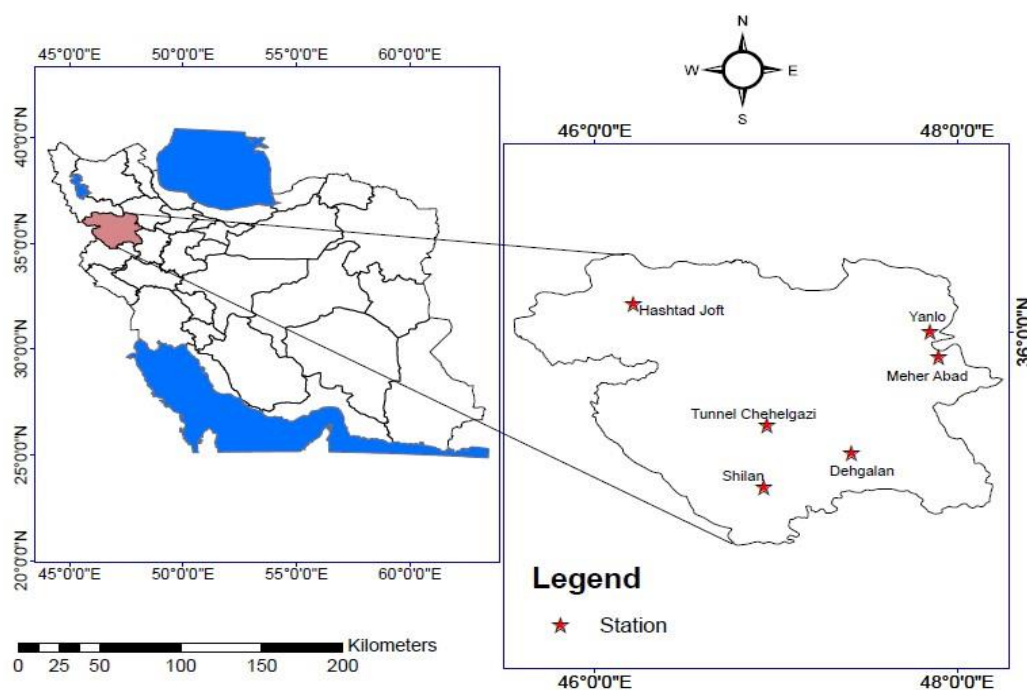 N
W E
S
45°0'0"E 50°0'0"E 55°0'0"E 60°0'0"E
46°0'0"E 48°0'0"E
40°0'0"N
35°0'0"N
30°0'0"N
25°0'0"N
20°0'0"N
Hashtad Joft
Yanlo
36°0'0"N
Meher Abad
Tunnel Chehelgazi
Dehgalan
Shilan
Legend
Station
45°0'0"E 50°0'0"E 55°0'0"E 60°0'0"E
46°0'0"E 48°0'0"E
Kilometers
0 25 50 100 150 200